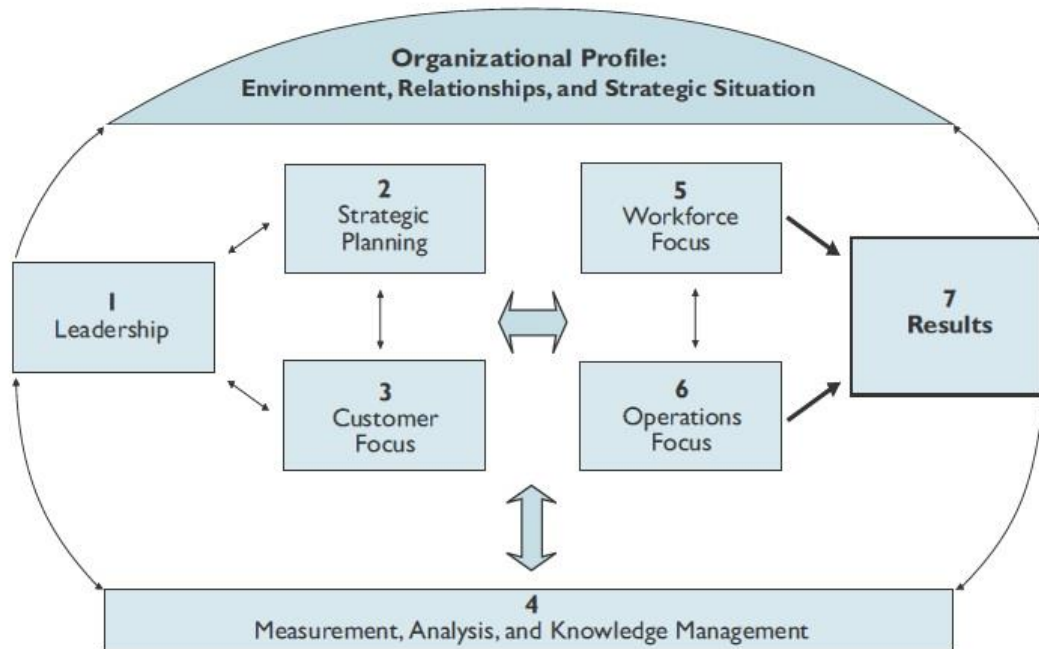 Organizational Profile:
Environment, Relationships, and Strategic Situation
1
Leadership
2
Strategic
Planning
3
Customer
Focus
5
Workforce
Focus
6
Operations
Focus
7
Results
4
Measurement, Analysis, and Knowledge Management